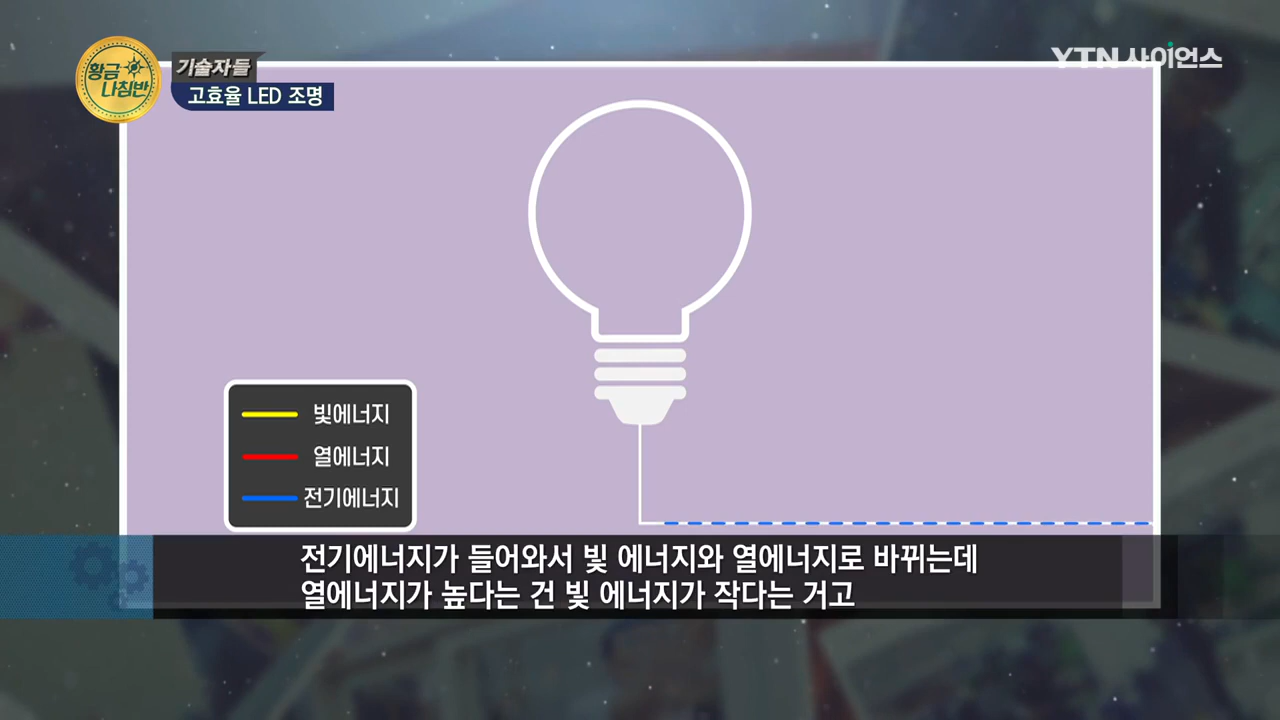 황금
나침반
기술자들
고효율 LED 조명
YTN 사이언스
빛에너지
열에너지
전기에너지
전기에너지가 들어와서 빛 에너지와 열에너지로 바뀌는데
열에너지가 높다는 건 빛 에너지가 작다는 거고